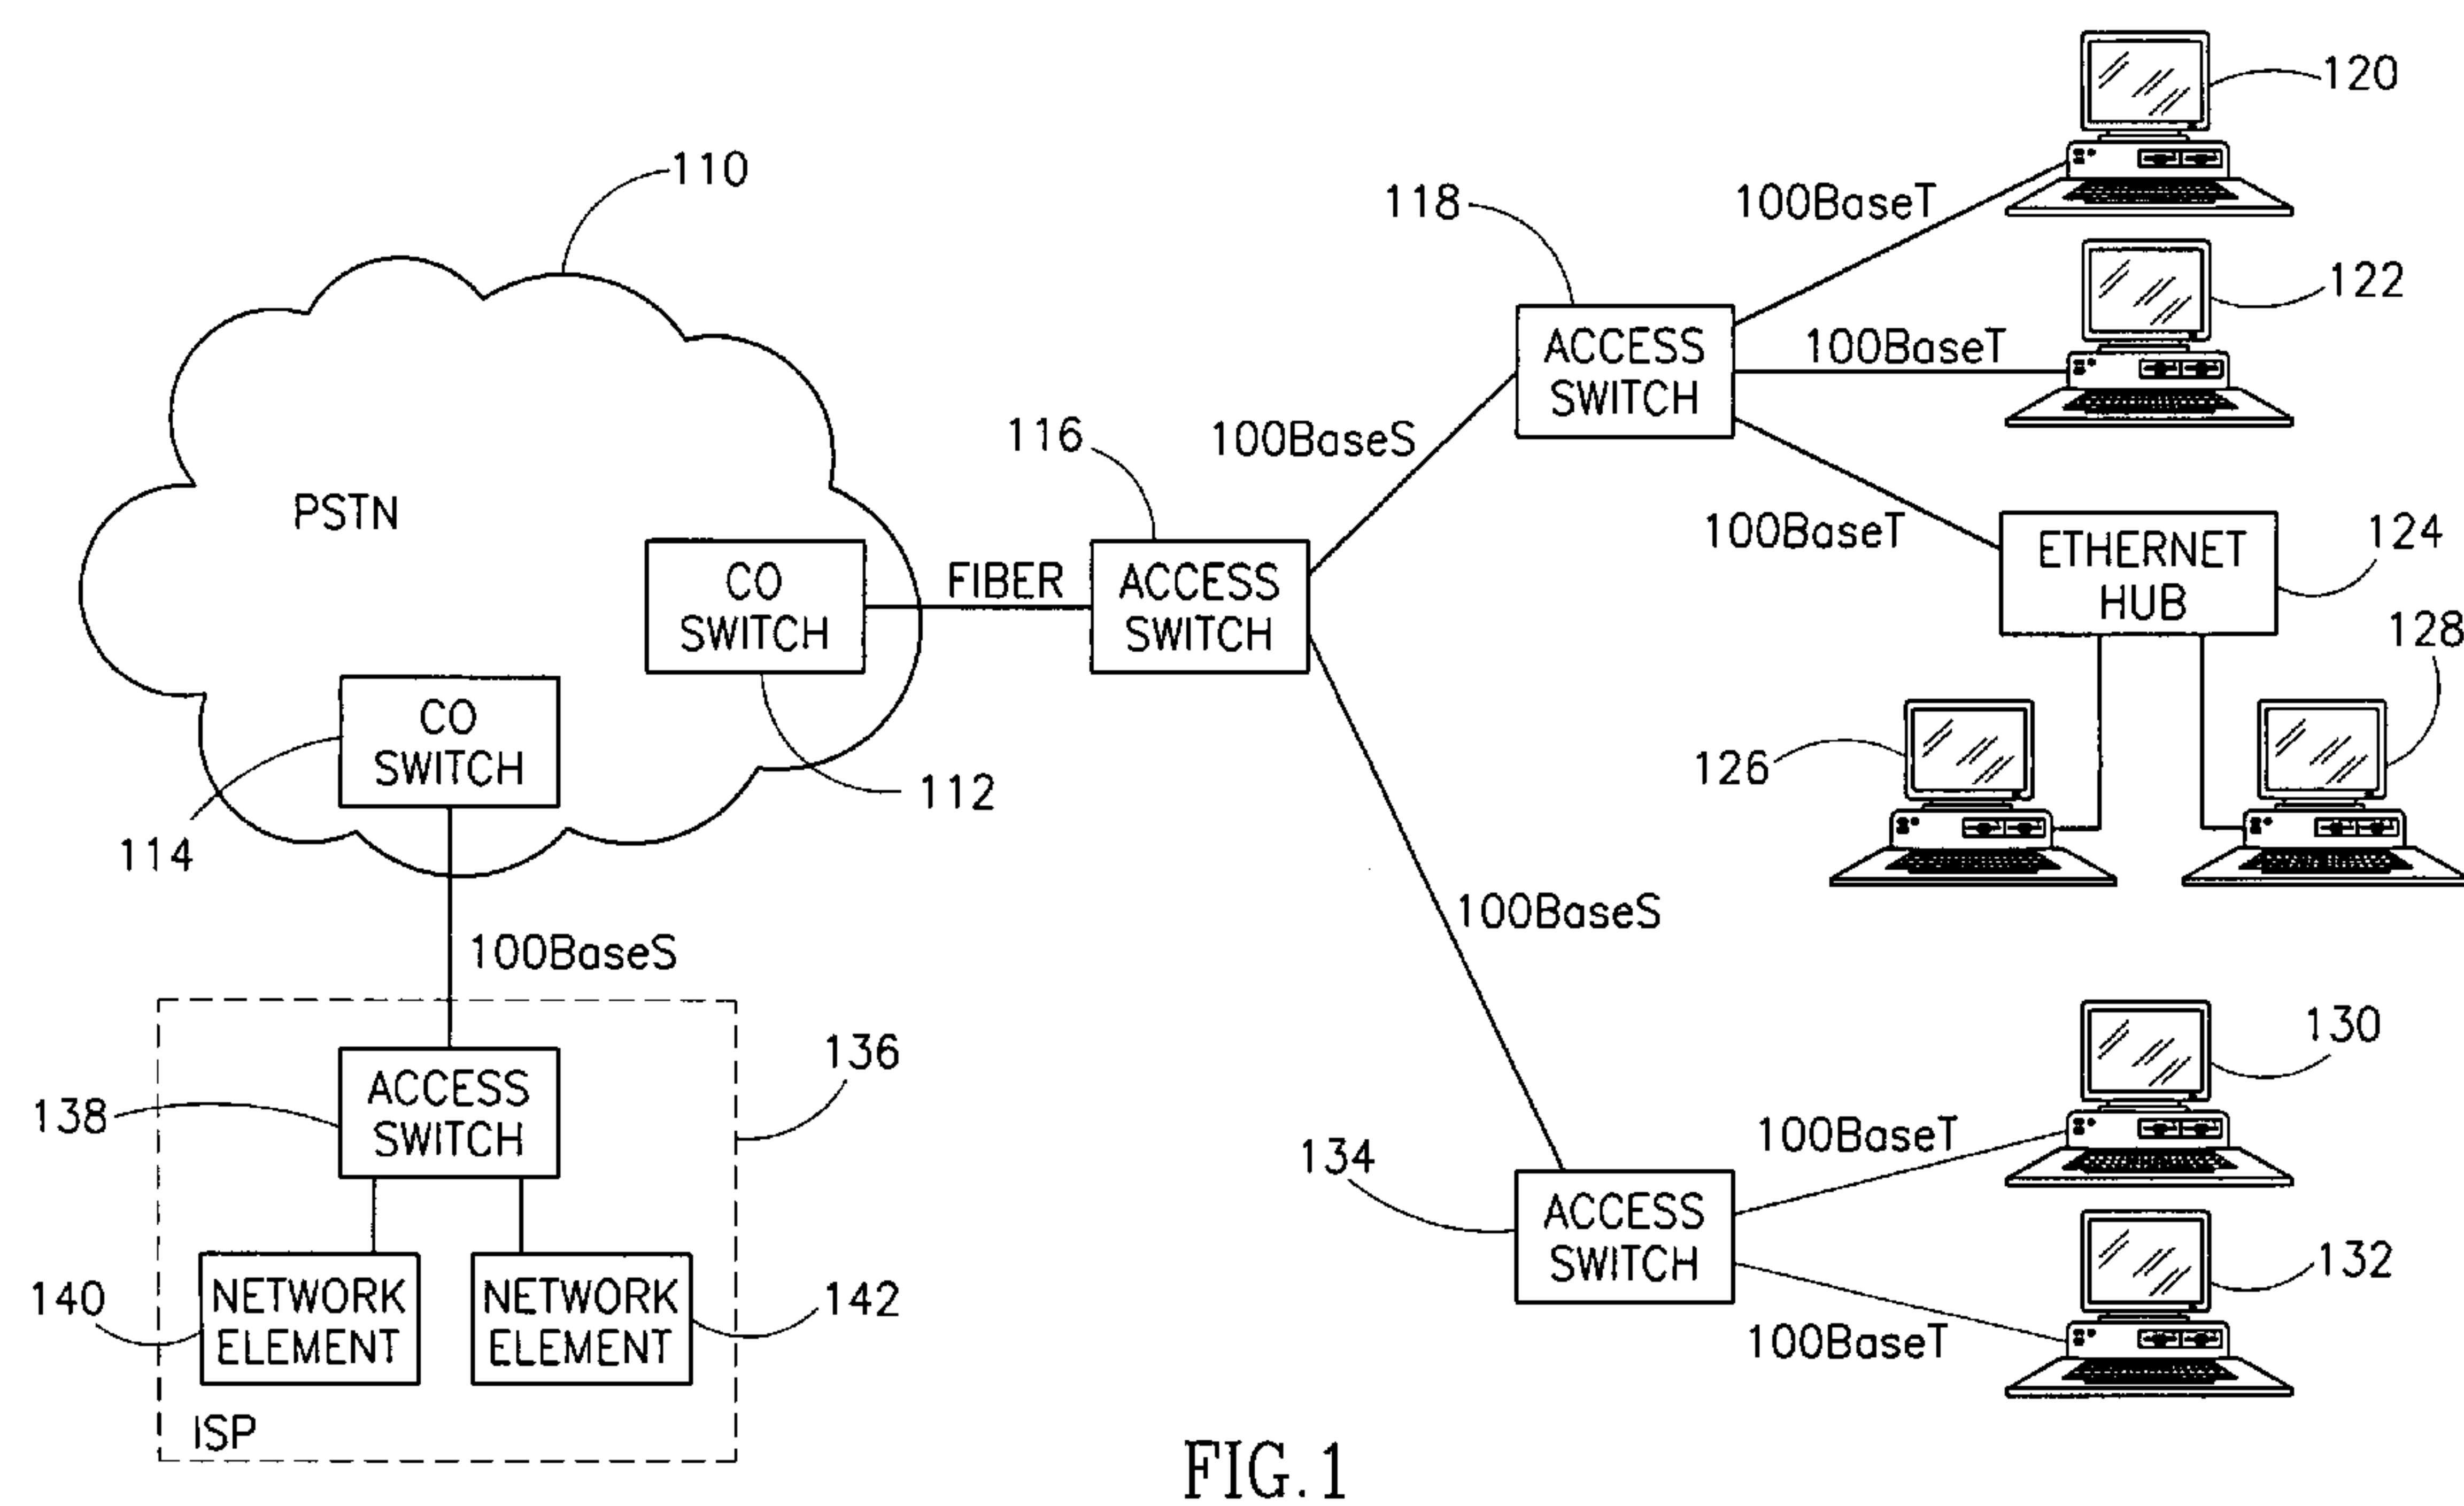 120
110
118
100BaseT
122
ACCESS
SWITCH
100BaseT
116
100BaseS
PSTN
100BaseT
ETHERNET
HUB
124
CO
SWITCH
FIBER
ACCESS
SWITCH
128
CO
SWITCH
126
112
114
100BaseS
100BaseS
130
136
ACCESS
SWITCH
138
100BaseT
134
ACCESS
SWITCH
132
140
NETWORK
ELEMENT
NETWORK
ELEMENT
142
100BaseT
ISP
FIG.1